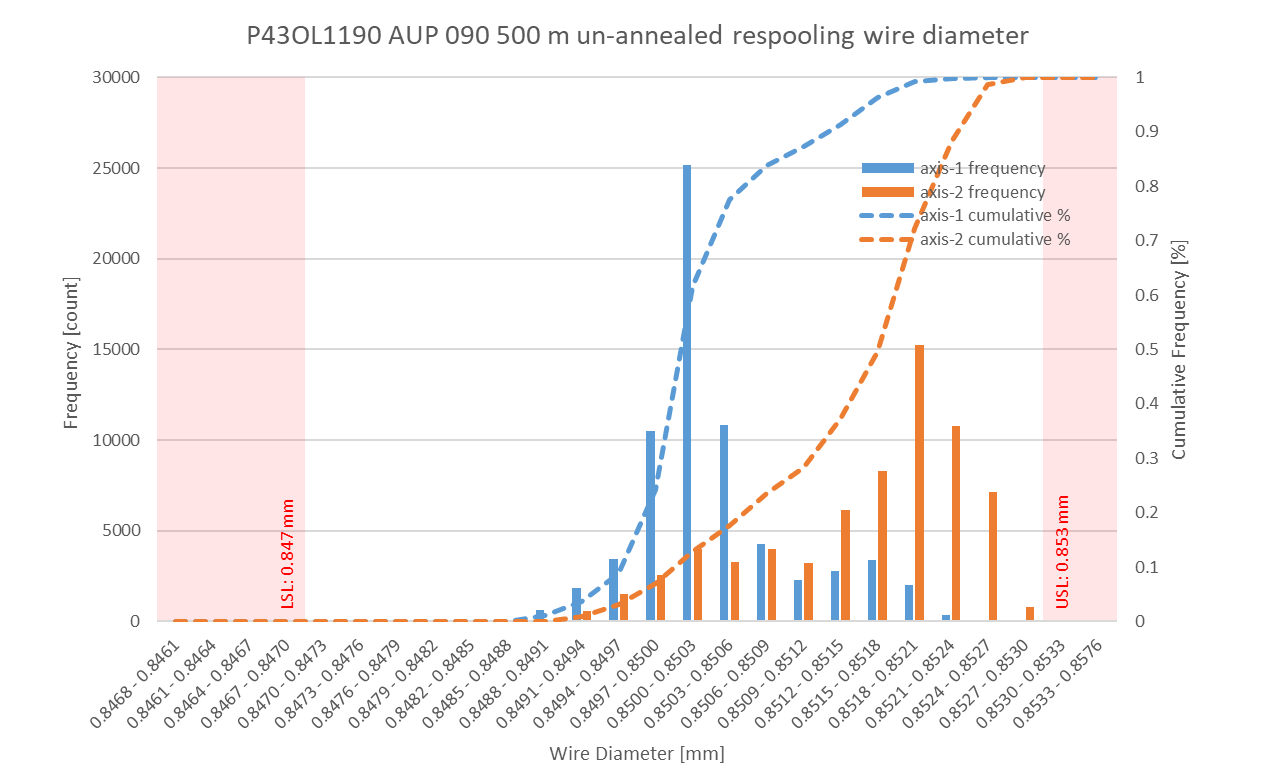 P43OL1190 AUP 090 500 m un-annealed respooling wire diameter
30000
25000
20000
15000
10000
5000
0
Frequency [count]
1
0.9
0.8
0.7
0.6
0.5
0.4
0.3
0.2
0.1
0
Cumulative Frequency [%]
axis-1 frequency
axis-2 frequency
axis-1 cumulative %
axis-2 cumulative %
LSL: 0.847 mm
USL: 0.853 mm
0.8468 - 0.8461
0.8461 - 0.8464
0.8464 - 0.8467
0.8467 - 0.8470
0.8470 - 0.8473
0.8473 - 0.8476
0.8476 - 0.8479
0.8479 - 0.8482
0.8482 - 0.8485
0.8485 - 0.8488
0.8488 - 0.8491
0.8491 - 0.8494
0.8494 - 0.8497
0.8497 - 0.8500
0.8500 - 0.8503
0.8503 - 0.8506
0.8506 - 0.8509
0.8509 - 0.8512
0.8512 - 0.8515
0.8515 - 0.8518
0.8518 - 0.8521
0.8521 - 0.8524
0.8524 - 0.8527
0.8527 - 0.8530
0.8530 - 0.8533
0.8533 - 0.8576
Wire Diameter [mm]